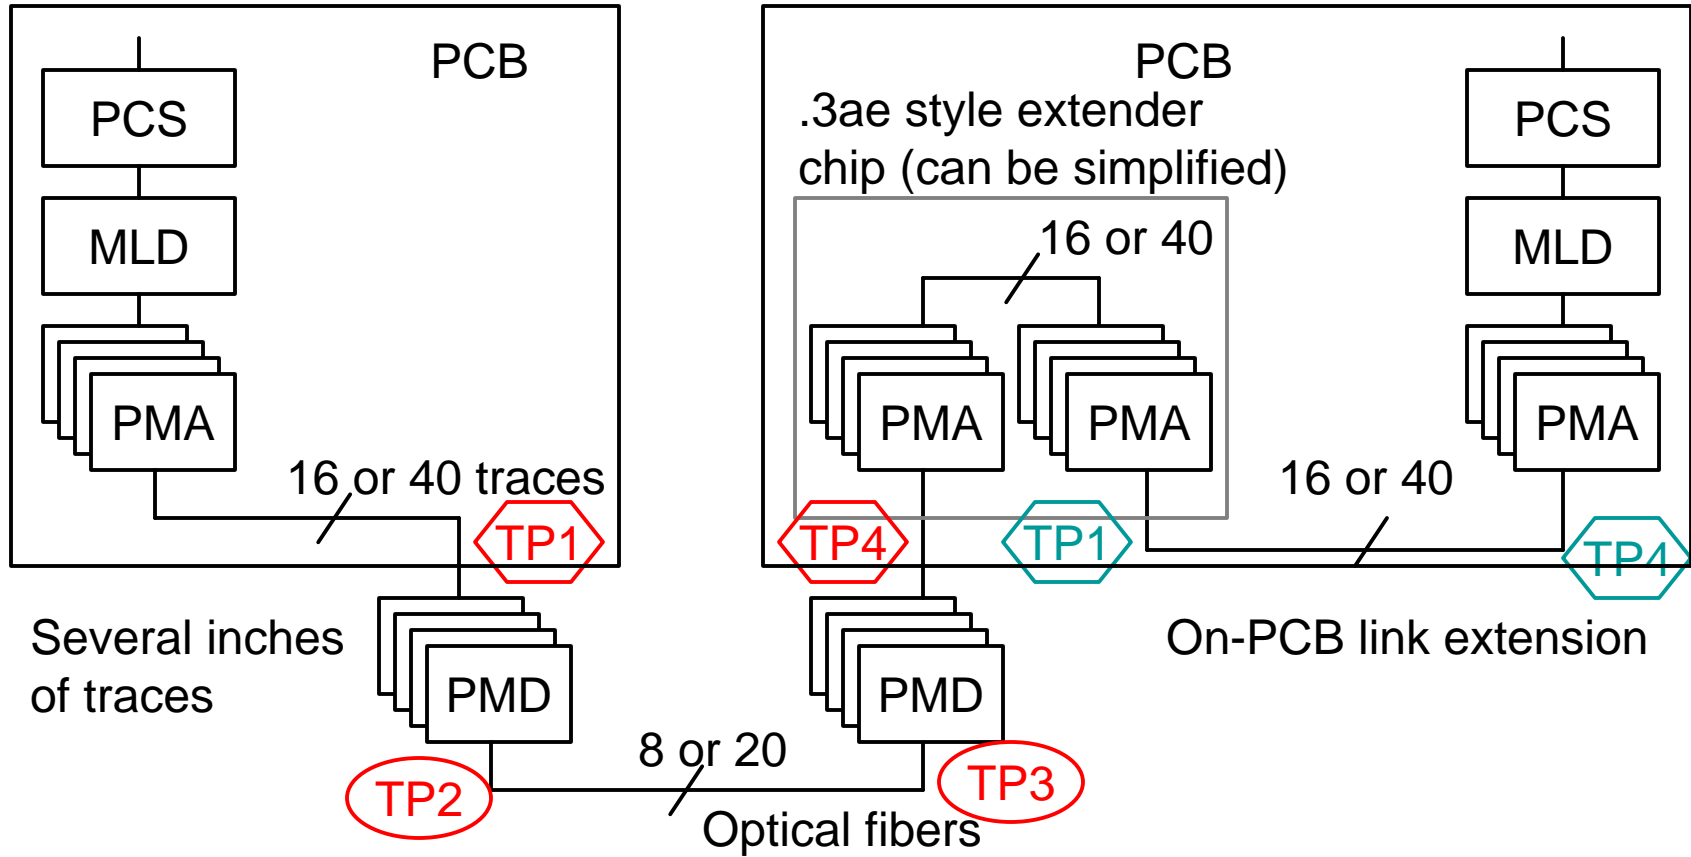 PCB
PCS
MLD
PMA
16 or 40 traces
TP1
Several inches
of traces
PMD
TP2
8 or 20
Optical fibers
PCB
.3ae style extender
chip (can be simplified)
16 or 40
PMA
PMA
TP4
TP1
PMD
TP3
PCS
MLD
PMA
16 or 40
TP4
On-PCB link extension